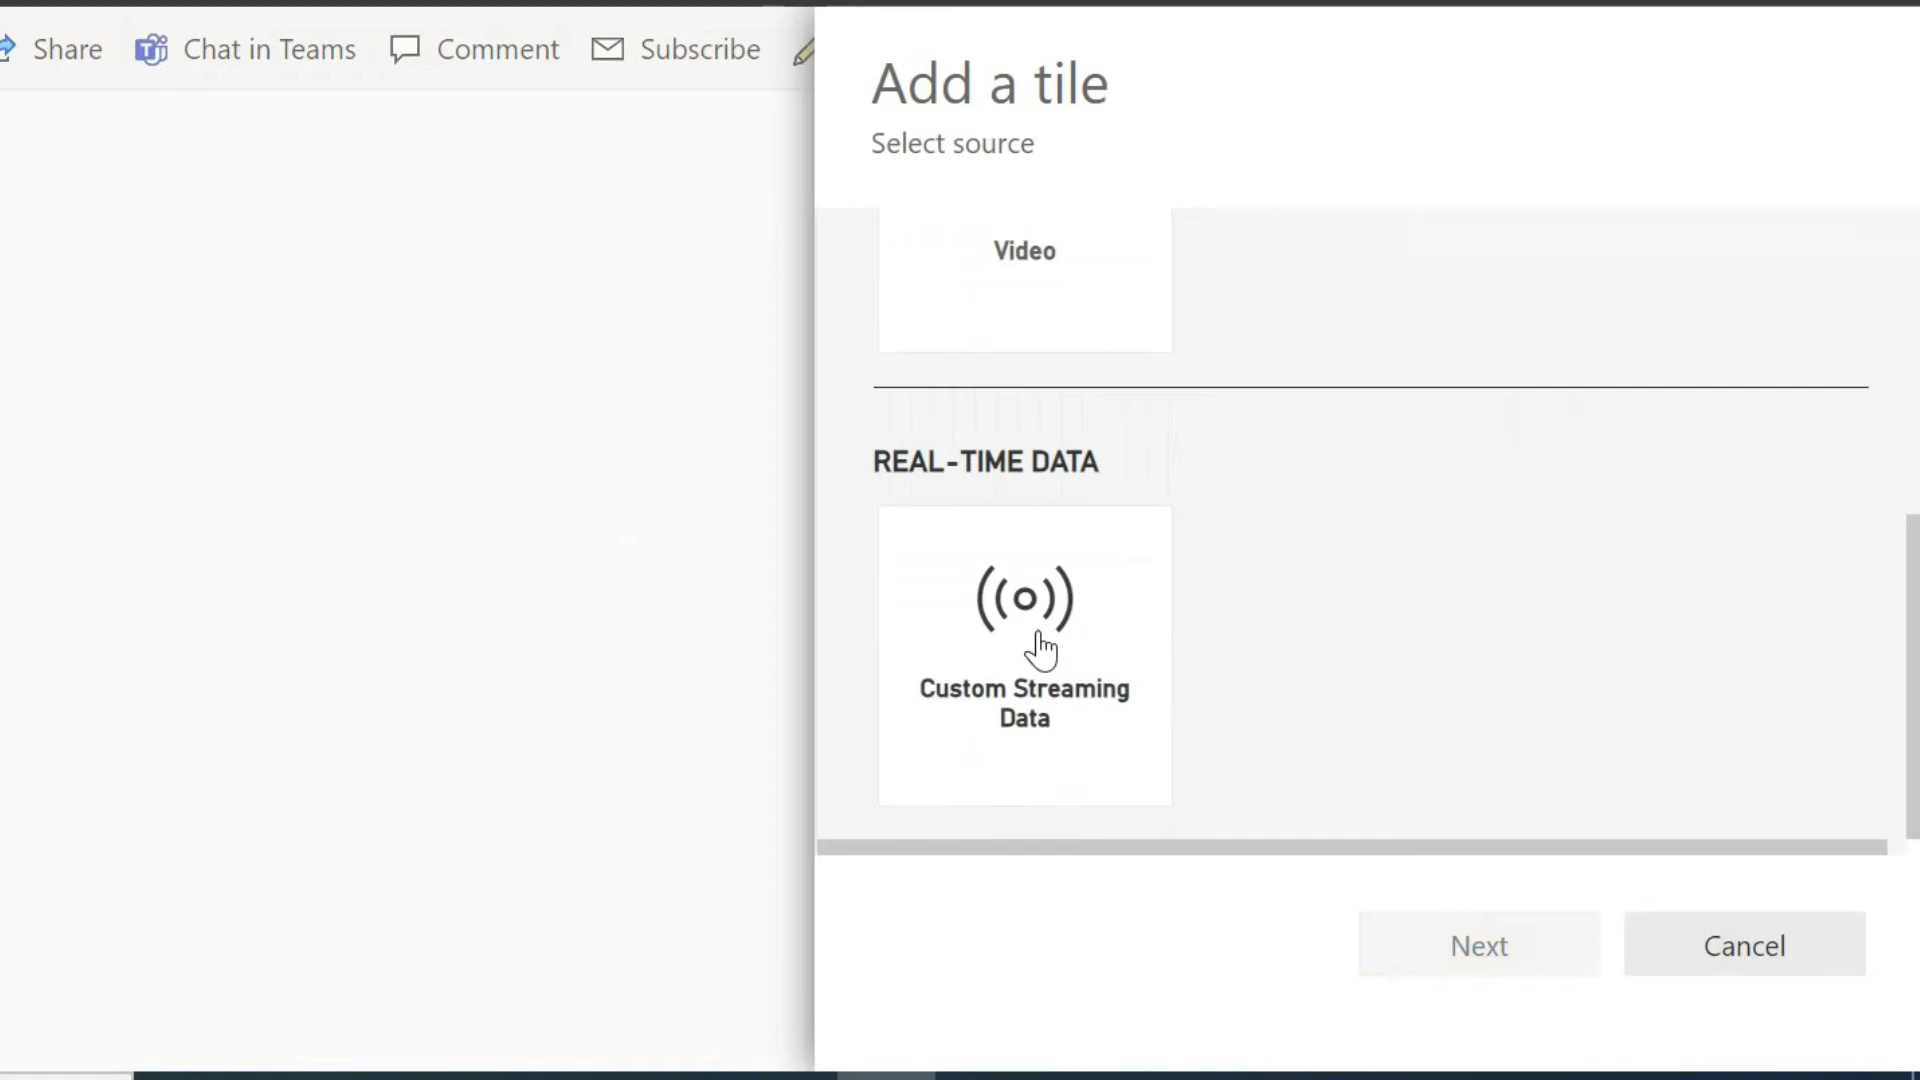 Share
Chat in Teams
Comment
Subscribe
Add a tile
Select source
Video
REAL-TIME DATA
Custom Streaming
Data
Next
Cancel